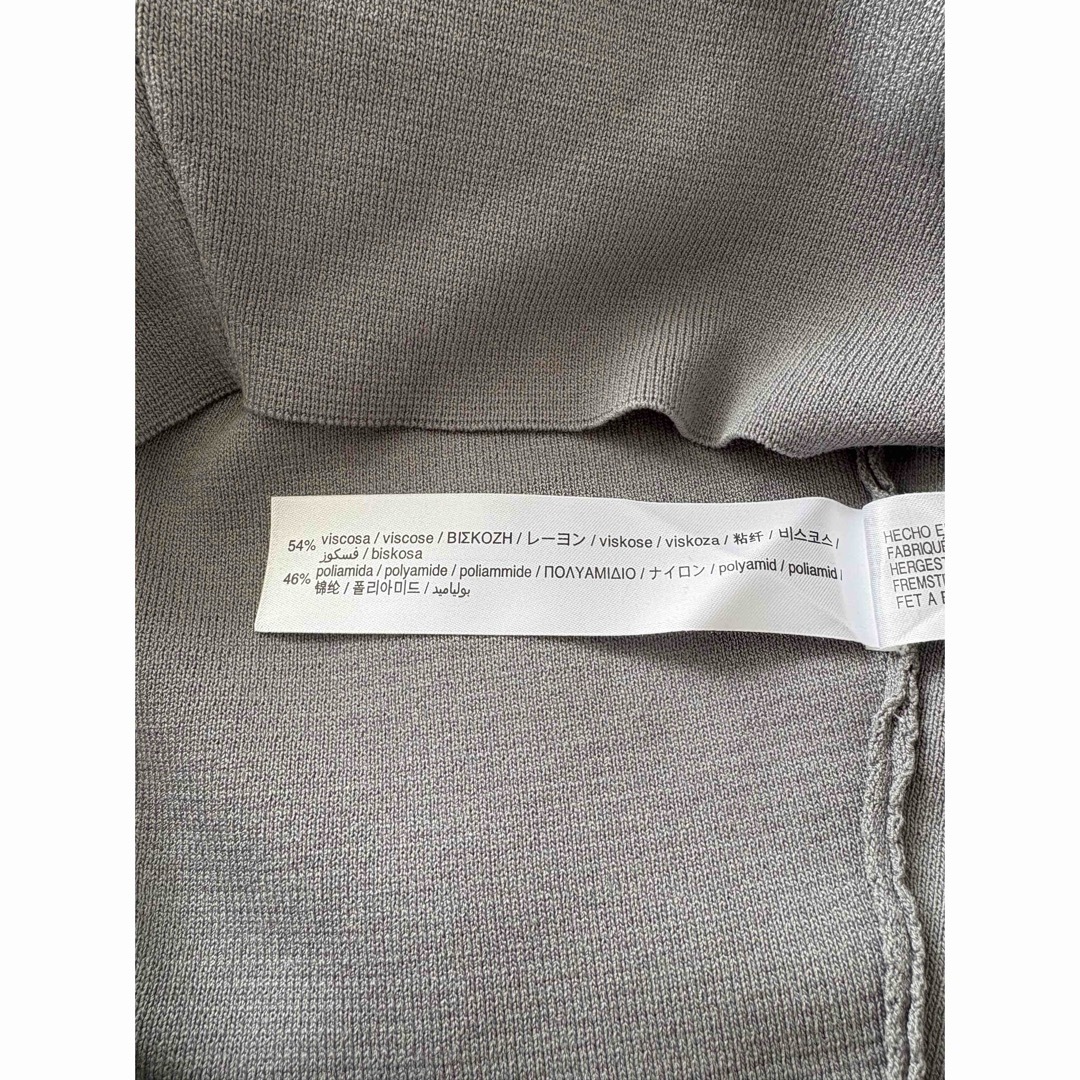 54% viscosa / viscose / ΒΙΣΚΟΖΗ / レーヨン / viskose / viskoza / 粘纤 / 비스코스 /
فسكوز / biskosa
46% poliamida / polyamide / poliammide / ΠΟΛΥΑΜΙΔΙΟ / ナイロン / polyamid / poliamid /
锦纶 / 폴리아미드 / بولياميد
HECHO E
FABRIQUÉ
HERGEST
FREMSTI
FET A